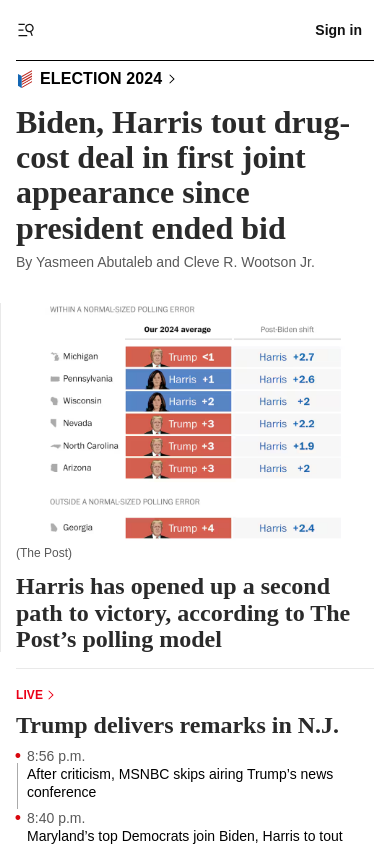 Sign in
ELECTION 2024
Biden, Harris tout drug-
cost deal in first joint
appearance since
president ended bid
By Yasmeen Abutaleb and Cleve R. Wootson Jr.
WITHIN A NORMAL-SIZED POLLING ERROR
Our 2024 average Post-Biden shift
Michigan Trump <1 Harris +2.7
Pennsylvania Harris +1 Harris +2.6
Wisconsin Harris +2 Harris +2
Nevada Trump +3 Harris +2.2
North Carolina Trump +3 Harris +1.9
Arizona Trump +3 Harris +2
OUTSIDE A NORMAL-SIZED POLLING ERROR
Georgia Trump +4 Harris +2.4
(The Post)
Harris has opened up a second
path to victory, according to The
Post’s polling model
LIVE
Trump delivers remarks in N.J.
8:56 p.m.
After criticism, MSNBC skips airing Trump’s news
conference
8:40 p.m.
Maryland’s top Democrats join Biden, Harris to tout